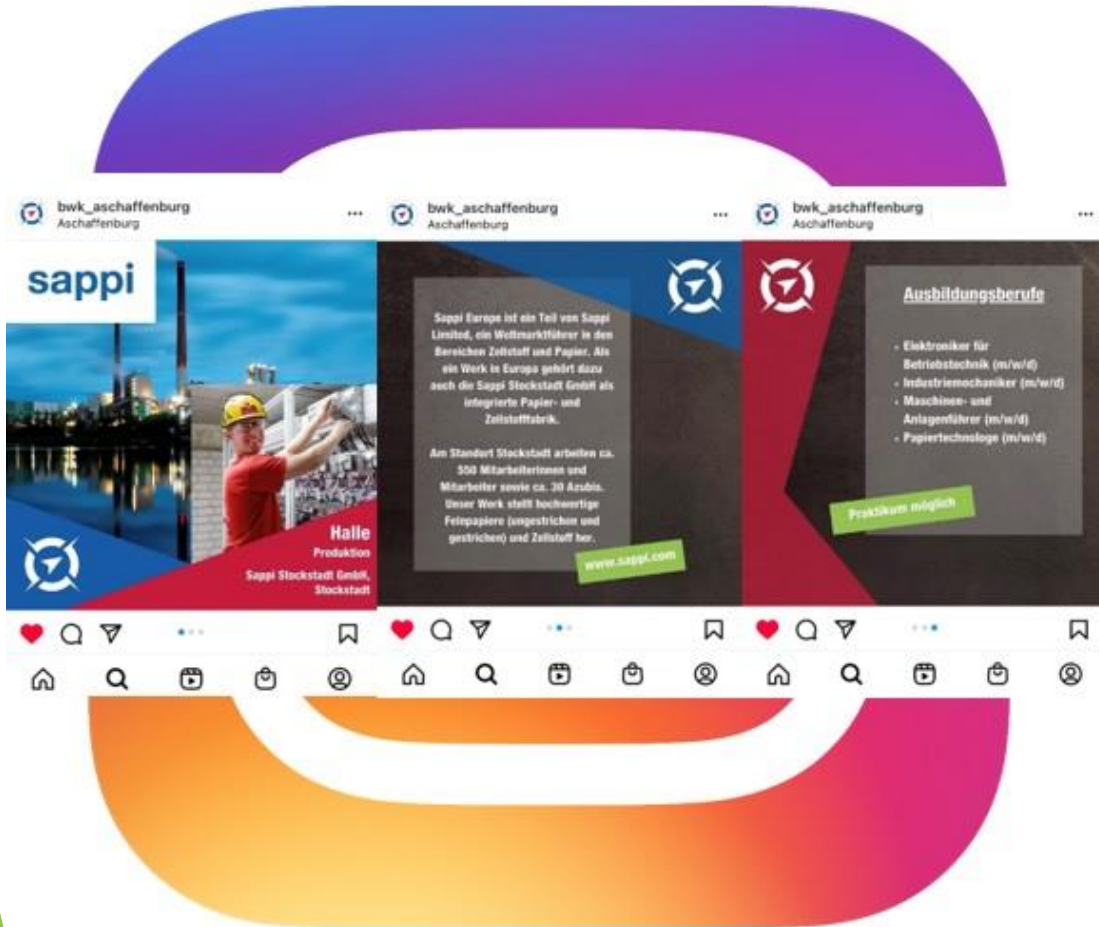 bwk_aschaffenburg
Aschaffenburg
sappi
Halle
Produktion
Sappi Stockstadt GmbH,
Stockstadt
bwk_aschaffenburg
Aschaffenburg
Sappi Europe ist ein Teil von Sappi
Limited, ein Weltmarktführer in den
Bereichen Zellstoff und Papier. Als
ein Werk in Europa gehört dazu
auch die Sappi Stockstadt GmbH als
integrierte Papier- und
Zellstofffabrik.
Am Standort Stockstadt arbeiten ca.
550 Mitarbeiterinnen und
Mitarbeiter sowie ca. 30 Azubis.
Unser Werk stellt hochwertige
Feinpapiere (ungestrichen und
gestrichen) und Zellstoff her.
www.sappi.com
bwk_aschaffenburg
Aschaffenburg
Ausbildungsberufe
• Elektroniker für
Betriebstechnik (m/w/d)
• Industriemechaniker (m/w/d)
• Maschinen- und
Anlagenführer (m/w/d)
• Papiertechnologe (m/w/d)
Praktikum möglich